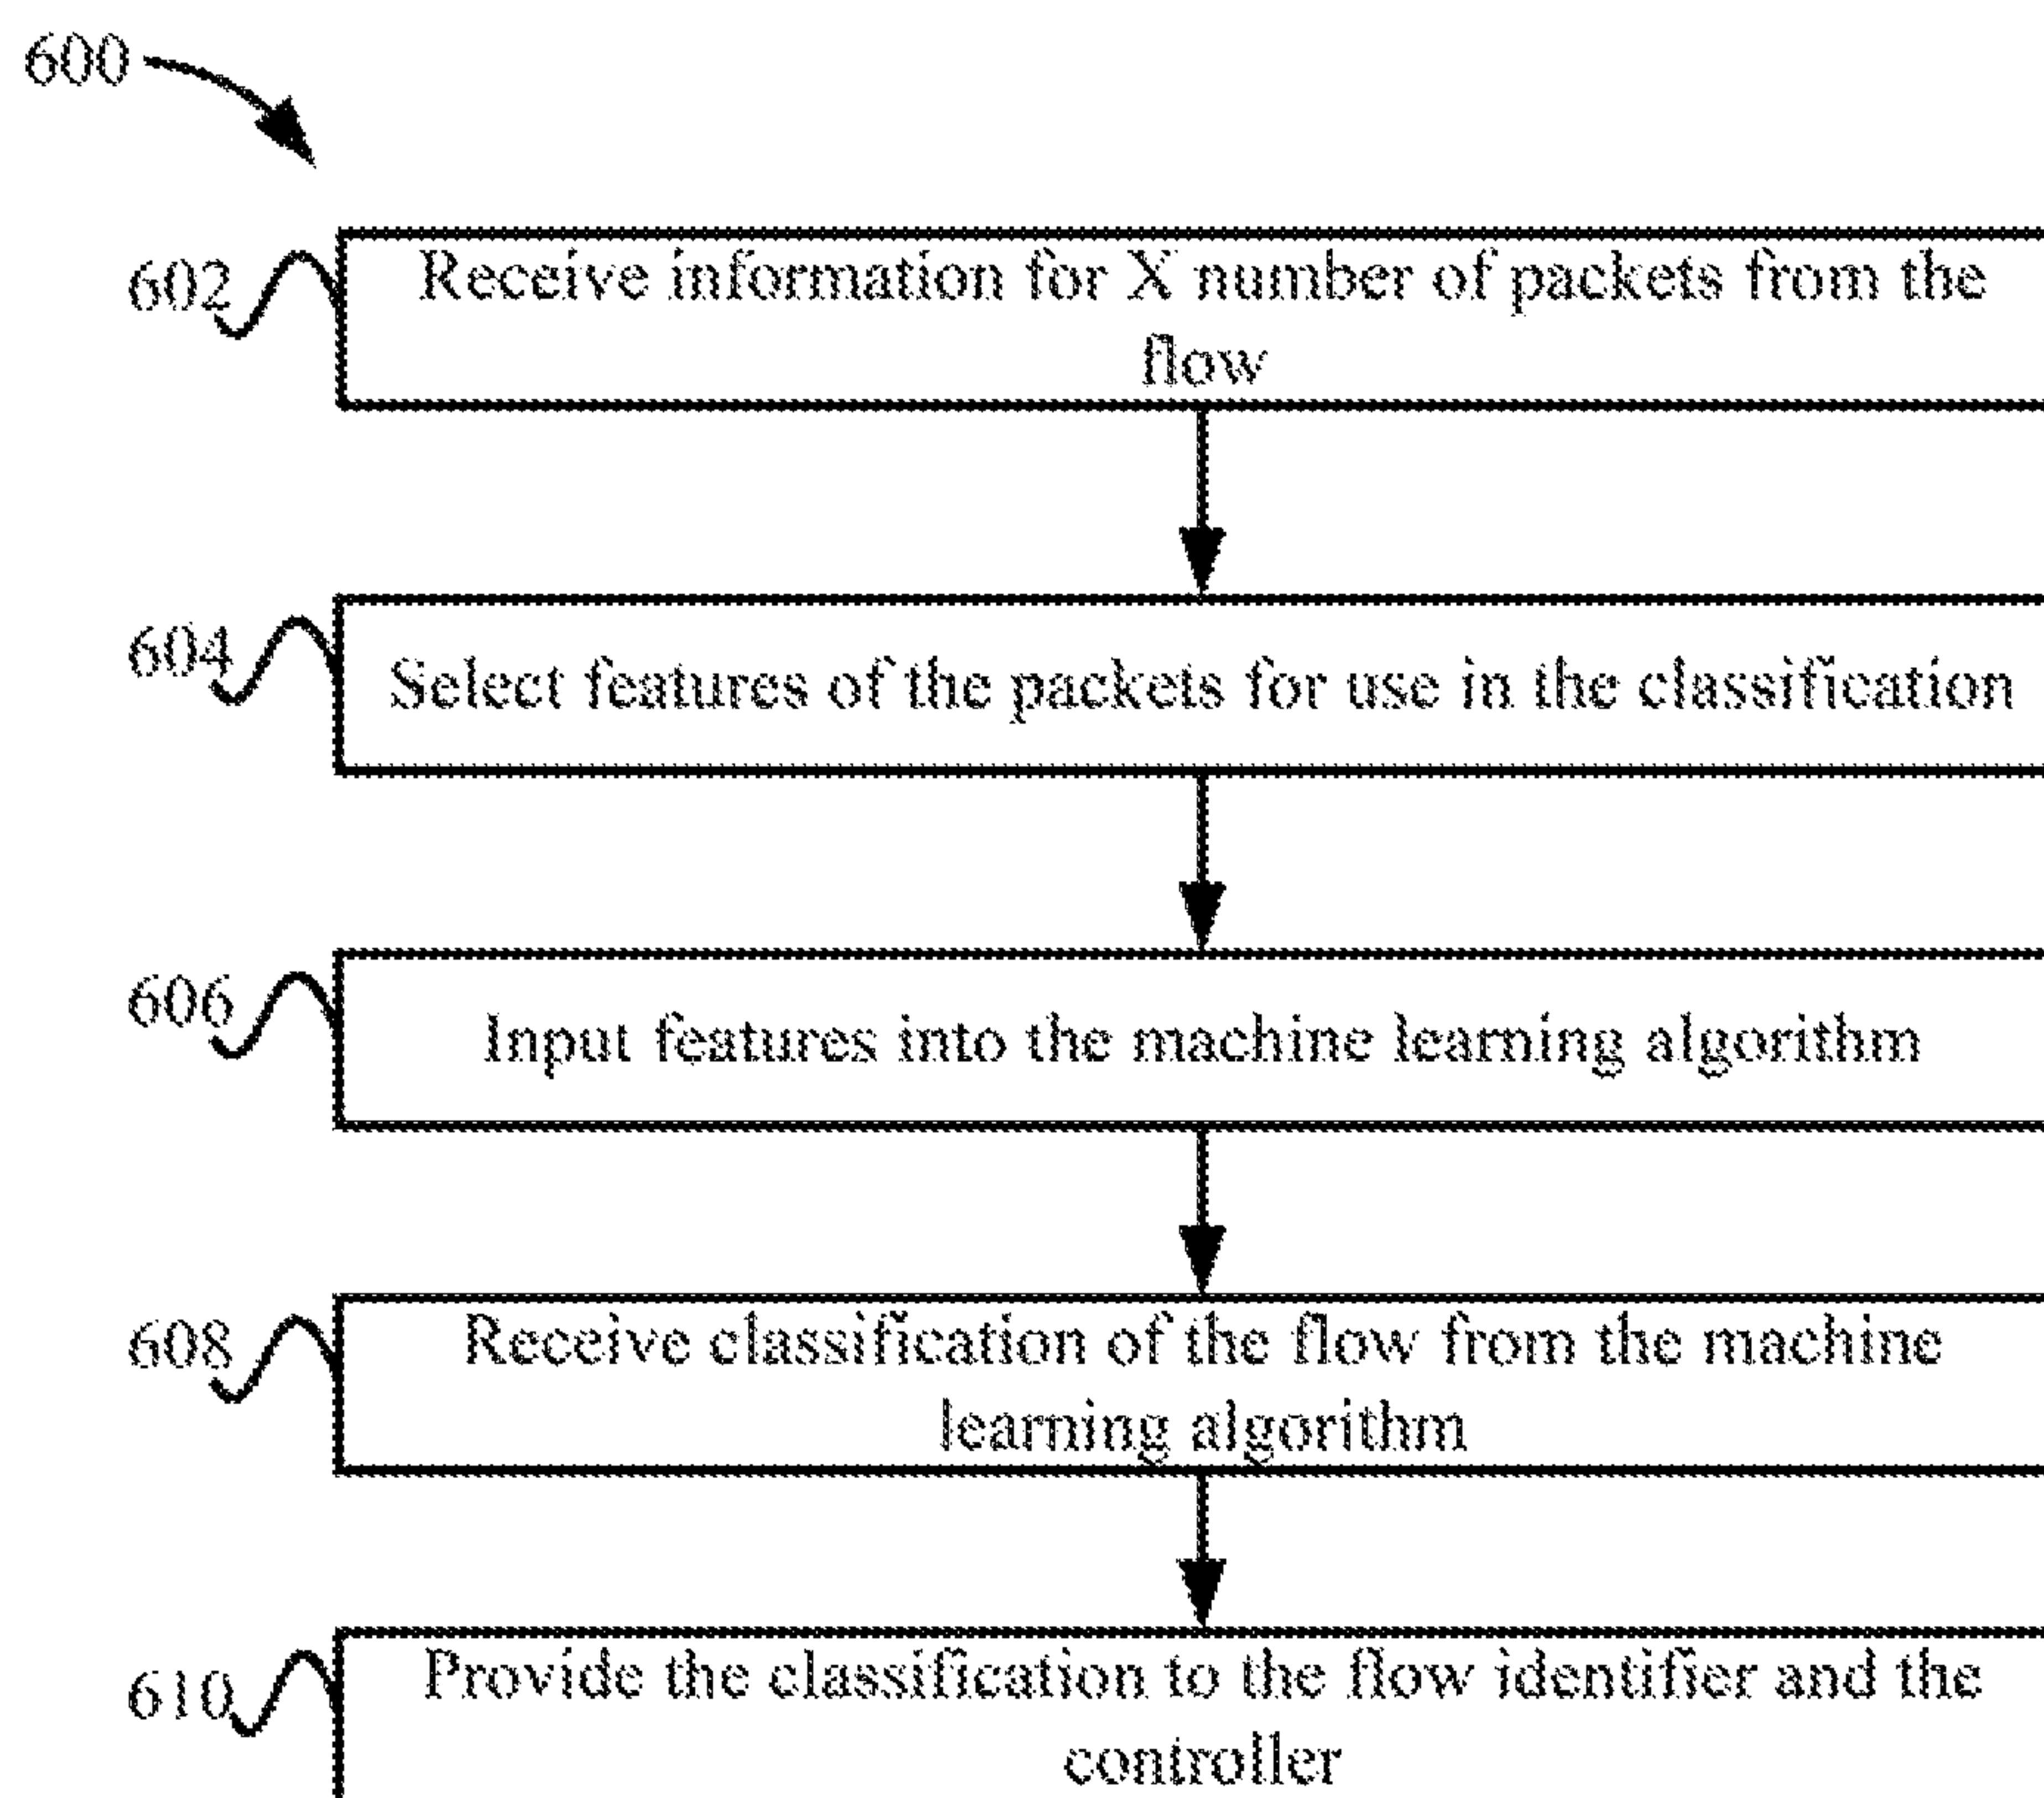 600
602
Receive information for X number of packets from the
flow
604
Select features of the packets for use in the classification
606
Input features into the machine learning algorithm
608
Receive classification of the flow from the machine
learning algorithm
610
Provide the classification to the flow identifier and the
controller